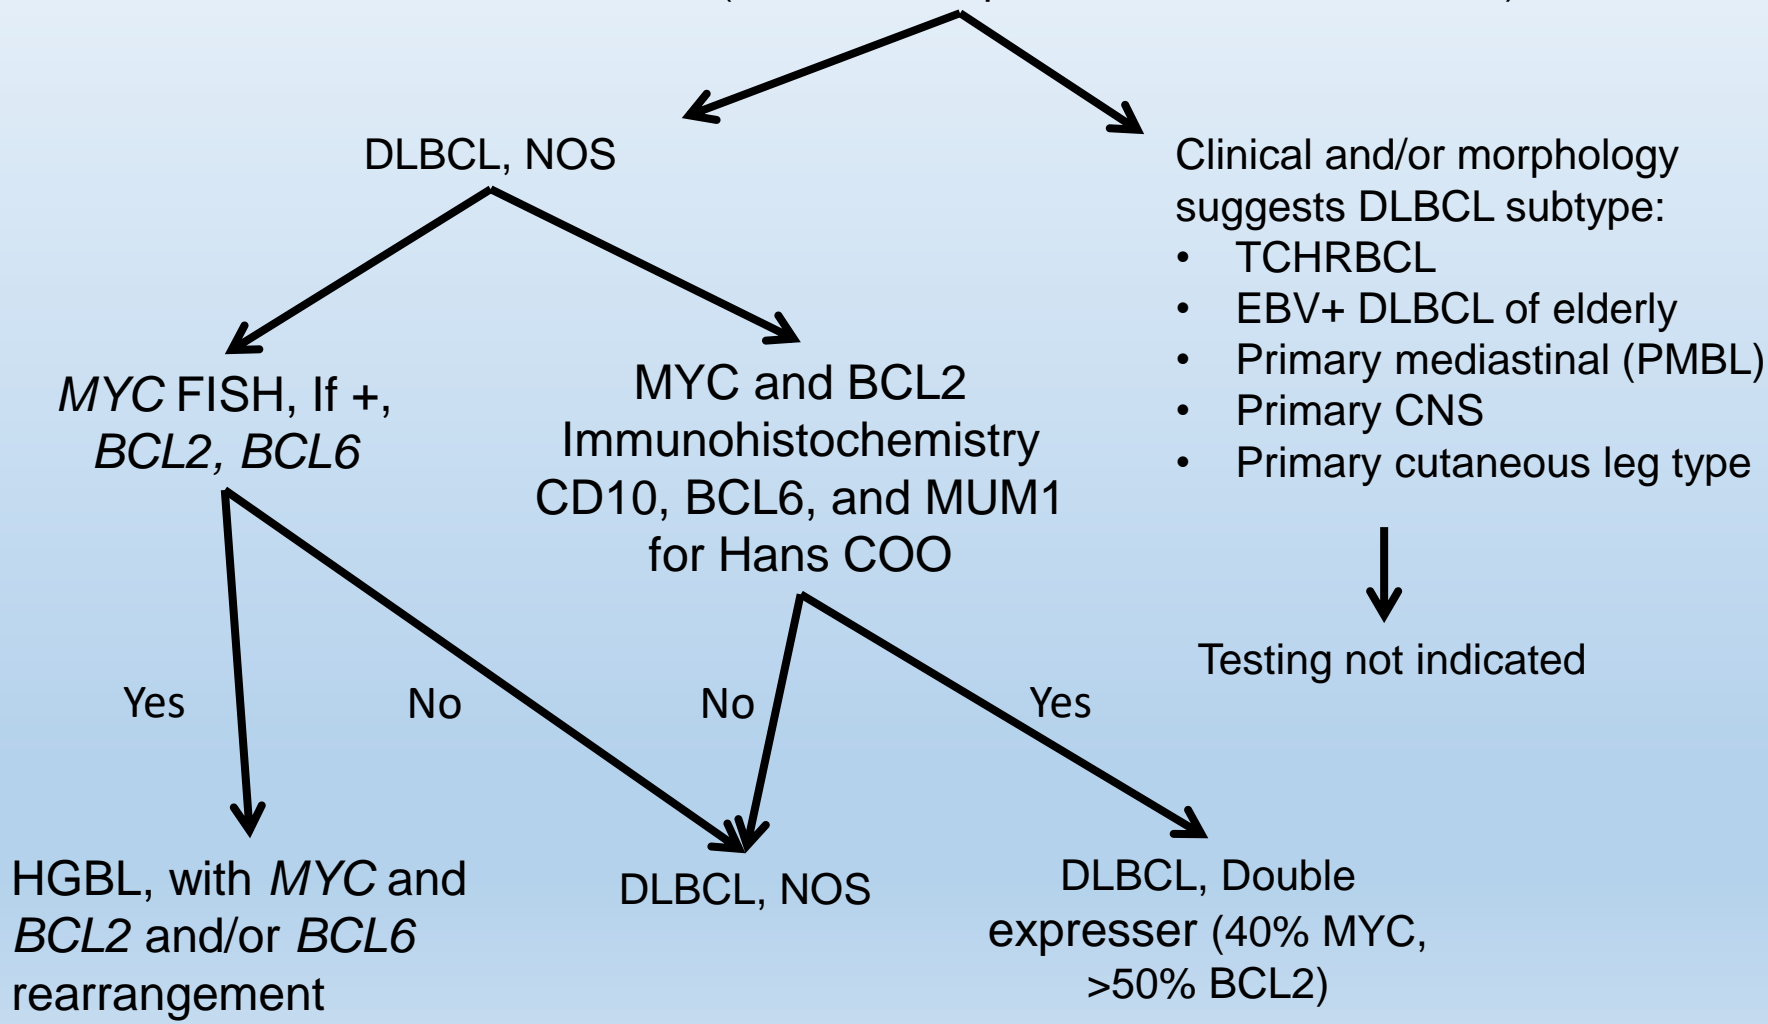 DLBCL, NOS
Clinical and/or morphology
suggests DLBCL subtype:
• TCHRBCL
• EBV+ DLBCL of elderly
• Primary mediastinal (PMBL)
• Primary CNS
• Primary cutaneous leg type
MYC FISH, If +,
BCL2, BCL6
MYC and BCL2
Immunohistochemistry
CD10, BCL6, and MUM1
for Hans COO
Testing not indicated
Yes
No
No
Yes
HGBL, with MYC and
BCL2 and/or BCL6
rearrangement
DLBCL, NOS
DLBCL, Double
expresser (40% MYC,
>50% BCL2)